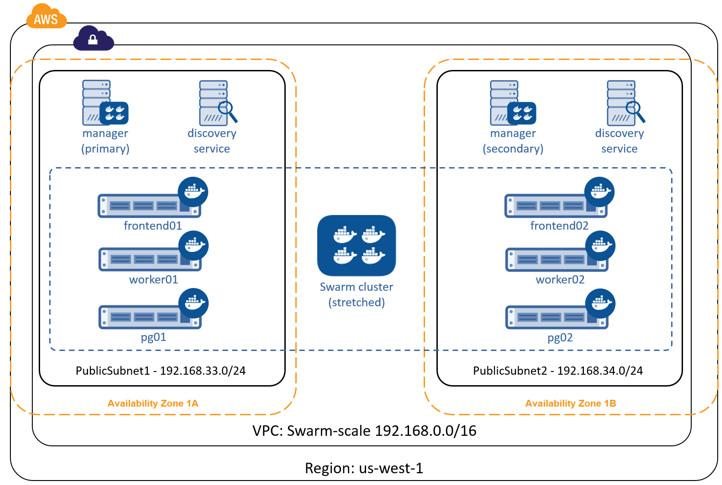 AWS
manager
(primary)
discovery
service
manager
(secondary)
discovery
service
frontend01
frontend02
worker01
worker02
Swarm cluster
(stretched)
pg01
pg02
PublicSubnet1 - 192.168.33.0/24
PublicSubnet2 - 192.168.34.0/24
Availability Zone 1A
Availability Zone 1B
VPC: Swarm-scale 192.168.0.0/16
Region: us-west-1